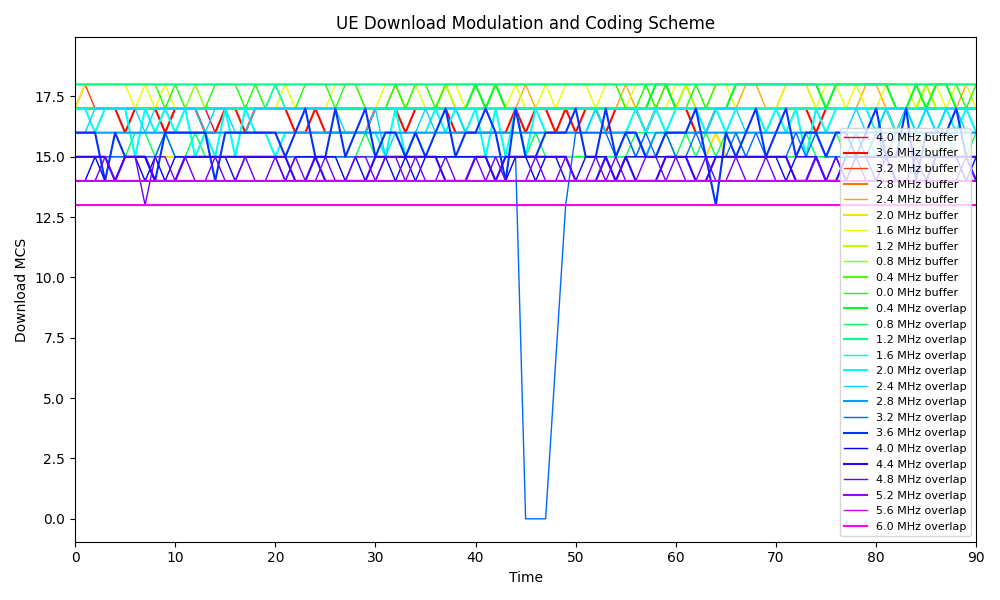 UE Download Modulation and Coding Scheme
Download MCS
17.5
15.0
12.5
10.0
7.5
5.0
2.5
0.0
0 10 20 30 40 50 60 70 80 90
Time
4.0 MHz buffer
3.6 MHz buffer
3.2 MHz buffer
2.8 MHz buffer
2.4 MHz buffer
2.0 MHz buffer
1.6 MHz buffer
1.2 MHz buffer
0.8 MHz buffer
0.4 MHz buffer
0.0 MHz buffer
0.4 MHz overlap
0.8 MHz overlap
1.2 MHz overlap
1.6 MHz overlap
2.0 MHz overlap
2.4 MHz overlap
2.8 MHz overlap
3.2 MHz overlap
3.6 MHz overlap
4.0 MHz overlap
4.4 MHz overlap
4.8 MHz overlap
5.2 MHz overlap
5.6 MHz overlap
6.0 MHz overlap